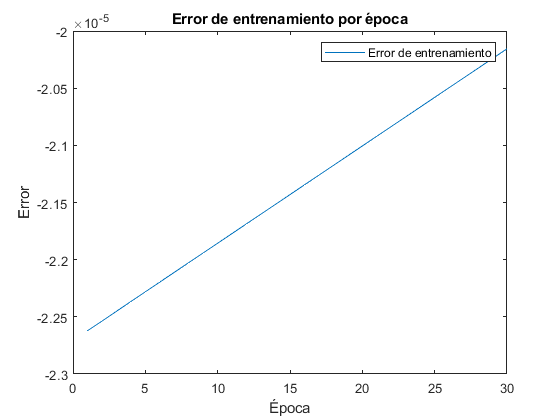 Error de entrenamiento por época
×10⁻⁵
Error de entrenamiento
-2
-2.05
-2.1
-2.15
-2.2
-2.25
-2.3
Error
0 5 10 15 20 25 30
Época